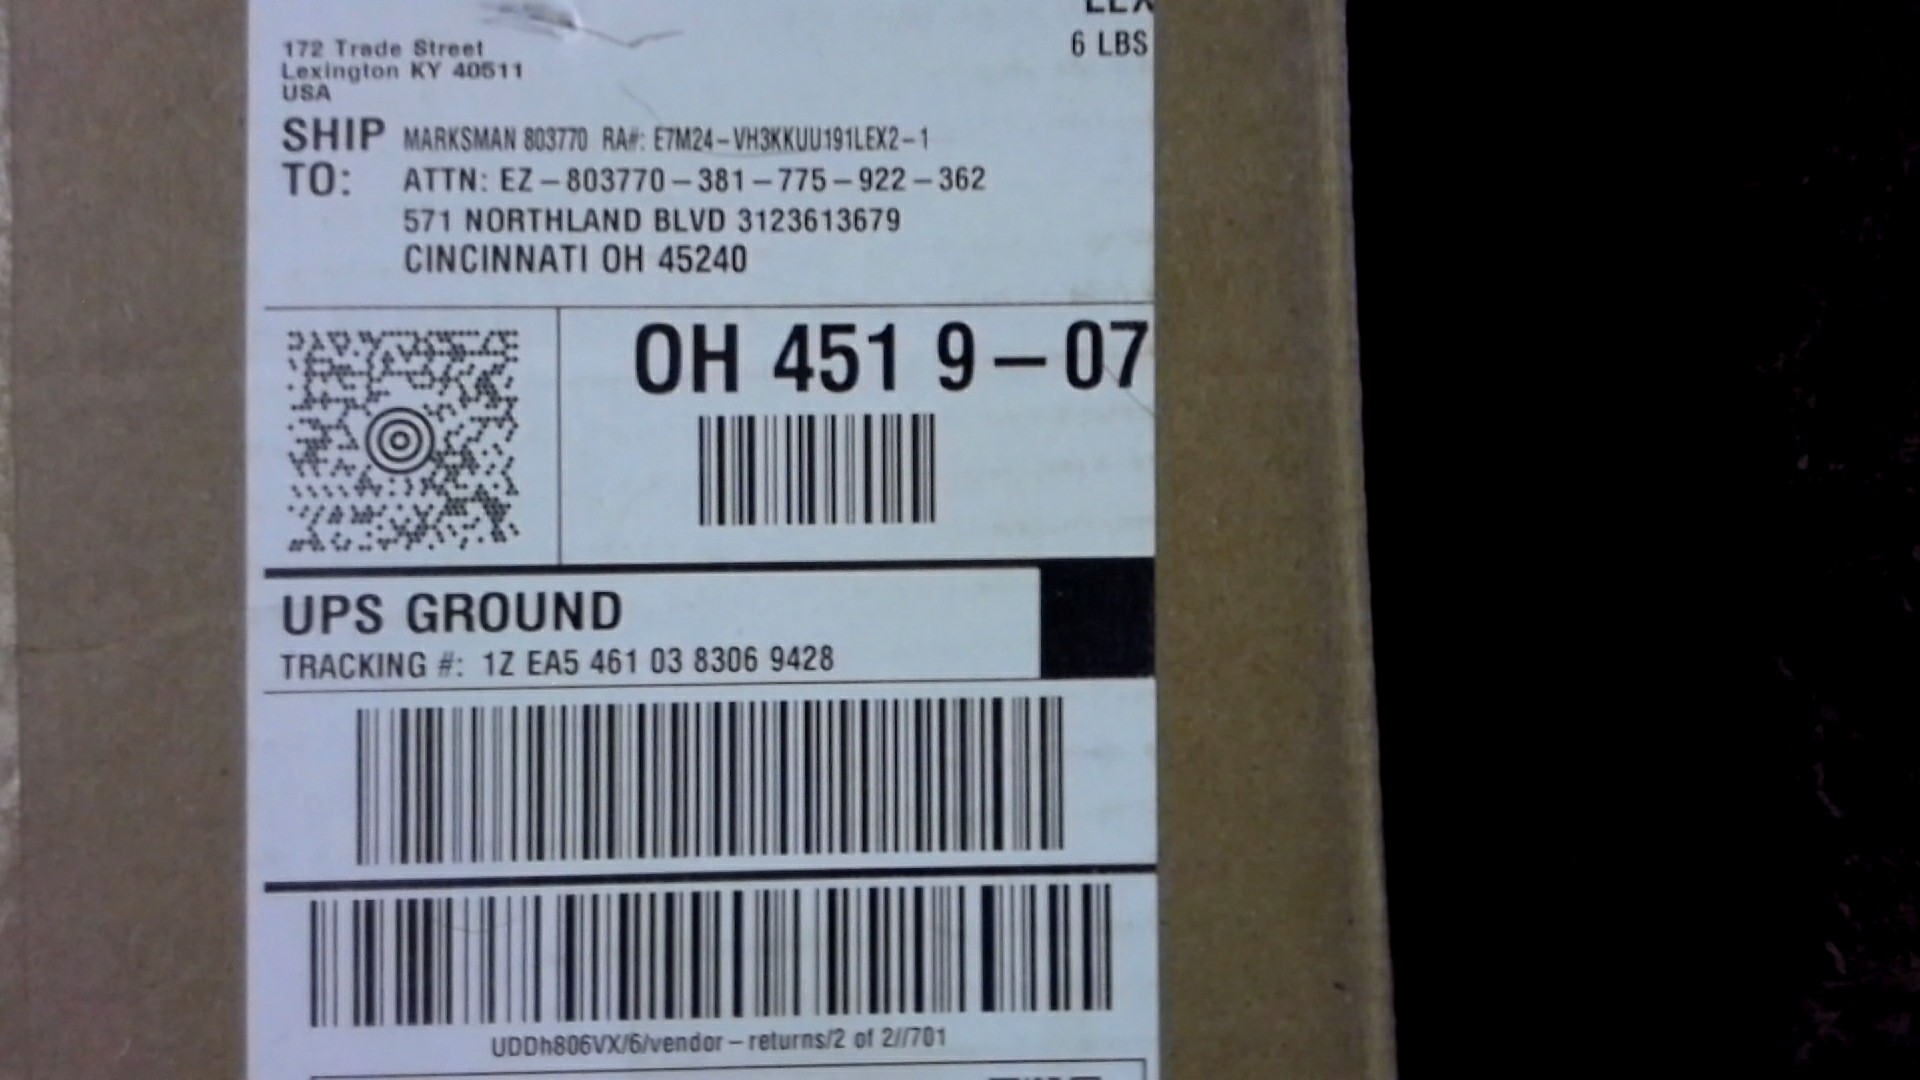 172 Trade Street
Lexington KY 40511
USA
6 LBS
SHIP TO:
MARKSMAN 803770 RA#: E7M24-VH3KKUU191LEX2-1
ATTN: EZ-803770-381-775-922-362
571 NORTHLAND BLVD 3123613679
CINCINNATI OH 45240
OH 451 9-07
UPS GROUND
TRACKING #: 1Z EA5 461 03 8306 9428
UDDh806VX/6/vendor-returns/2 of 2//701